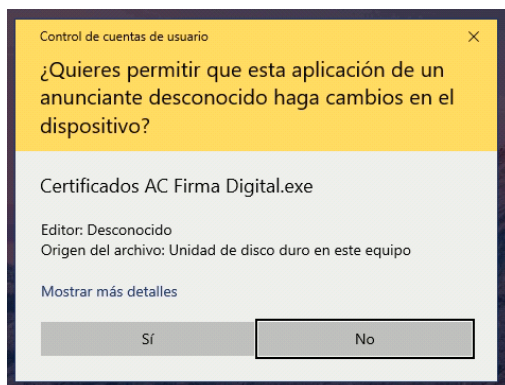 Control de cuentas de usuario
¿Quieres permitir que esta aplicación de un
anunciante desconocido haga cambios en el
dispositivo?
Certificados AC Firma Digital.exe
Editor: Desconocido
Origen del archivo: Unidad de disco duro en este equipo
Mostrar más detalles
Sí
No